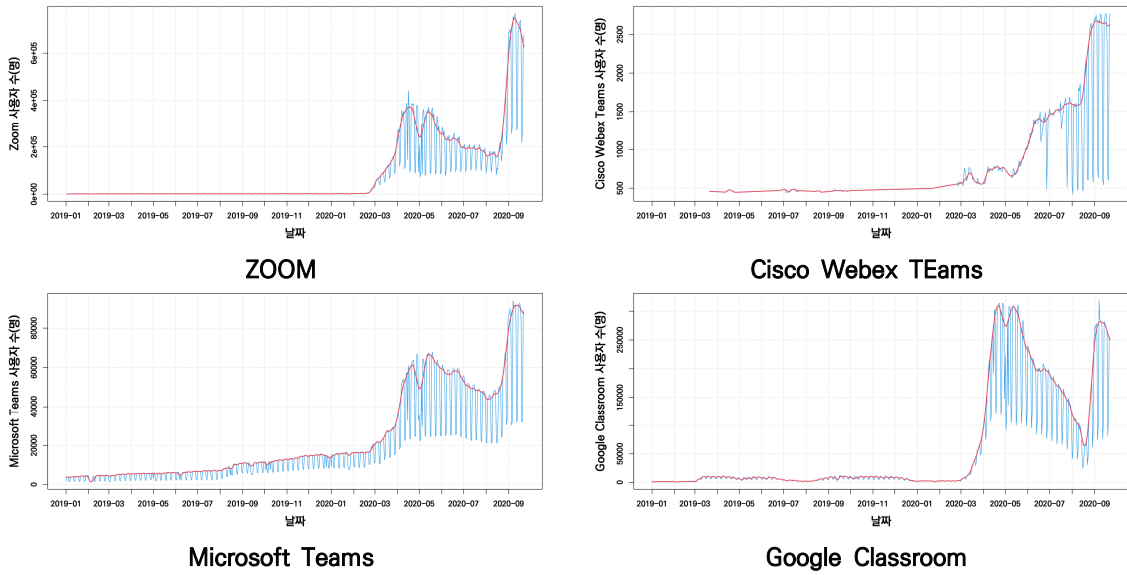 Zoom 사용자 수(명)
6e+05
4e+05
2e+05
0e+00
2019-01 2019-03 2019-05 2019-07 2019-09 2019-11 2020-01 2020-03 2020-05 2020-07 2020-09
날짜
ZOOM
Cisco Webex Teams 사용자 수(명)
2500
2000
1500
1000
500
2019-01 2019-03 2019-05 2019-07 2019-09 2019-11 2020-01 2020-03 2020-05 2020-07 2020-09
날짜
Cisco Webex TEams
Microsoft Teams 사용자 수(명)
80000
60000
40000
20000
0
2019-01 2019-03 2019-05 2019-07 2019-09 2019-11 2020-01 2020-03 2020-05 2020-07 2020-09
날짜
Microsoft Teams
Google Classroom 사용자 수(명)
250000
150000
50000
0
2019-01 2019-03 2019-05 2019-07 2019-09 2019-11 2020-01 2020-03 2020-05 2020-07 2020-09
날짜
Google Classroom